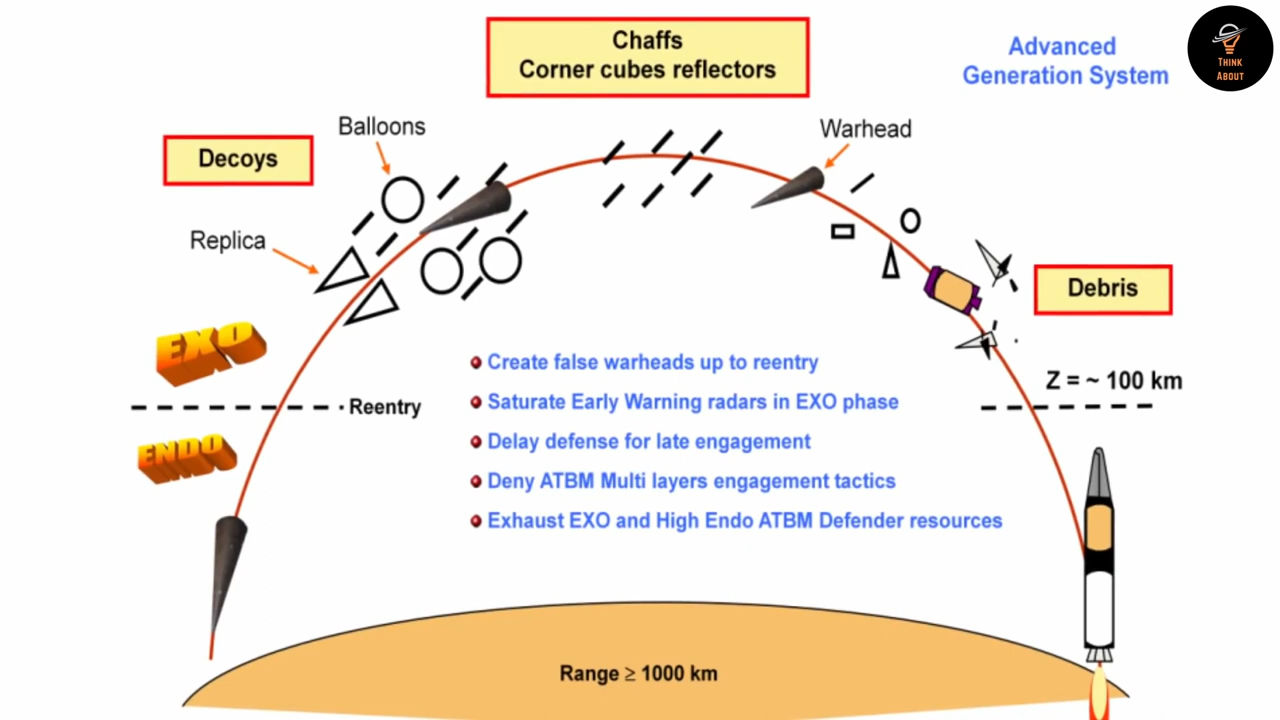 Chaffs
Corner cubes reflectors
Advanced
Generation System
THINK
ABOUT
Balloons
Warhead
Decoys
Replica
Debris
EXO
Create false warheads up to reentry
Z = ~ 100 km
Reentry
Saturate Early Warning radars in EXO phase
ENDO
Delay defense for late engagement
Deny ATBM Multi layers engagement tactics
Exhaust EXO and High Endo ATBM Defender resources
Range ≥ 1000 km